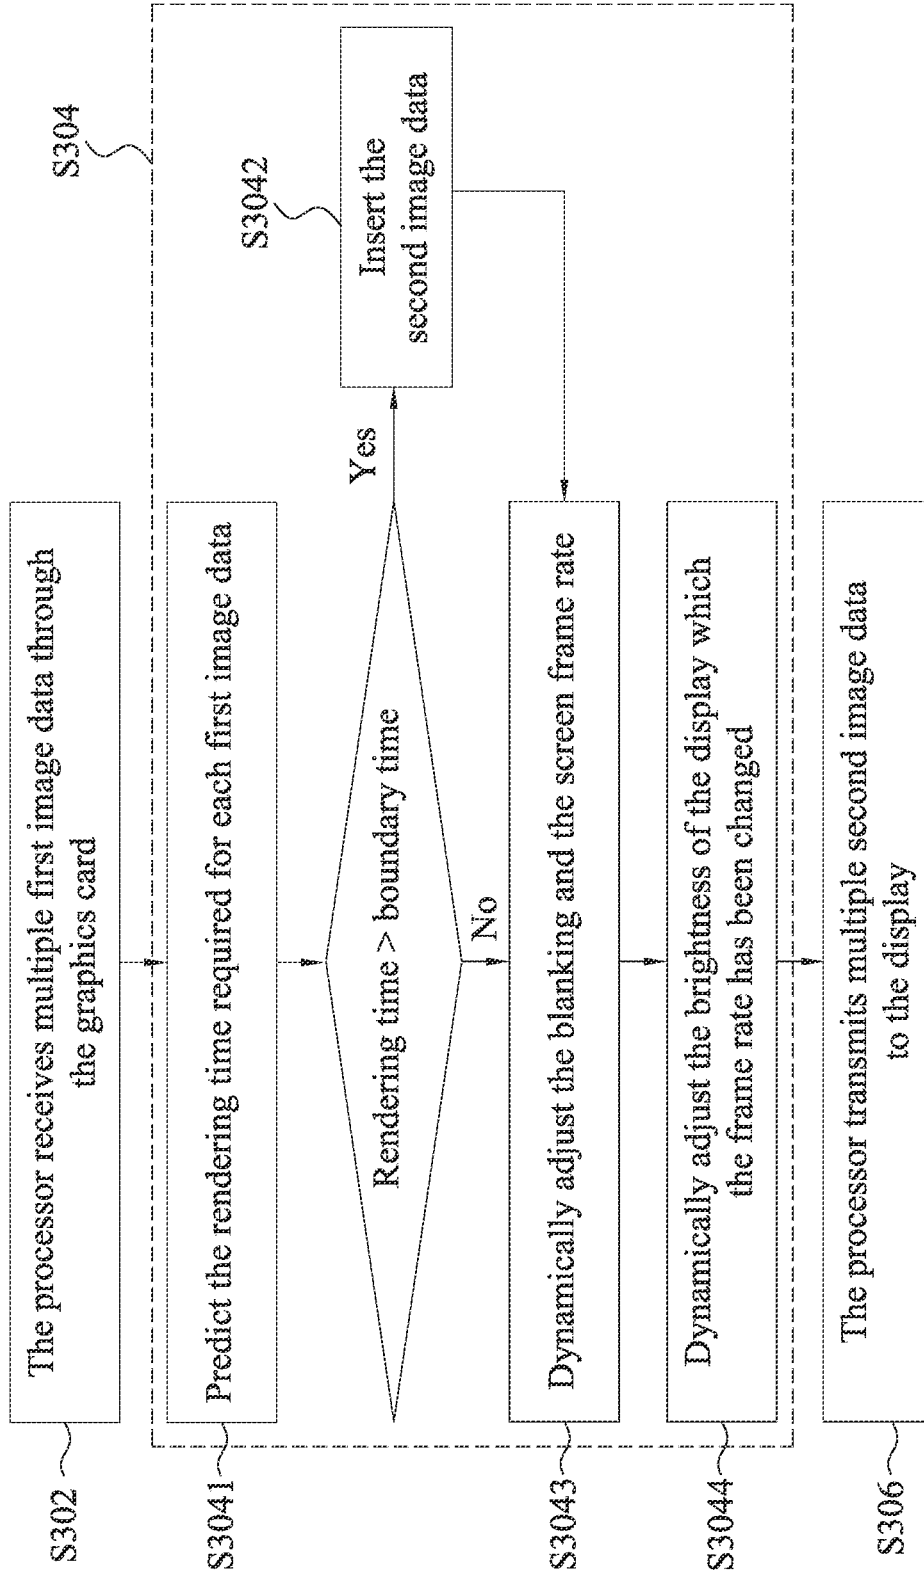 S302
The processor receives multiple first image data through
the graphics card
S304
S3041
Predict the rendering time required for each first image data
Rendering time > boundary time
Yes
S3042
Insert the
second image data
No
S3043
Dynamically adjust the blanking and the screen frame rate
S3044
Dynamically adjust the brightness of the display which
the frame rate has been changed
S306
The processor transmits multiple second image data
to the display